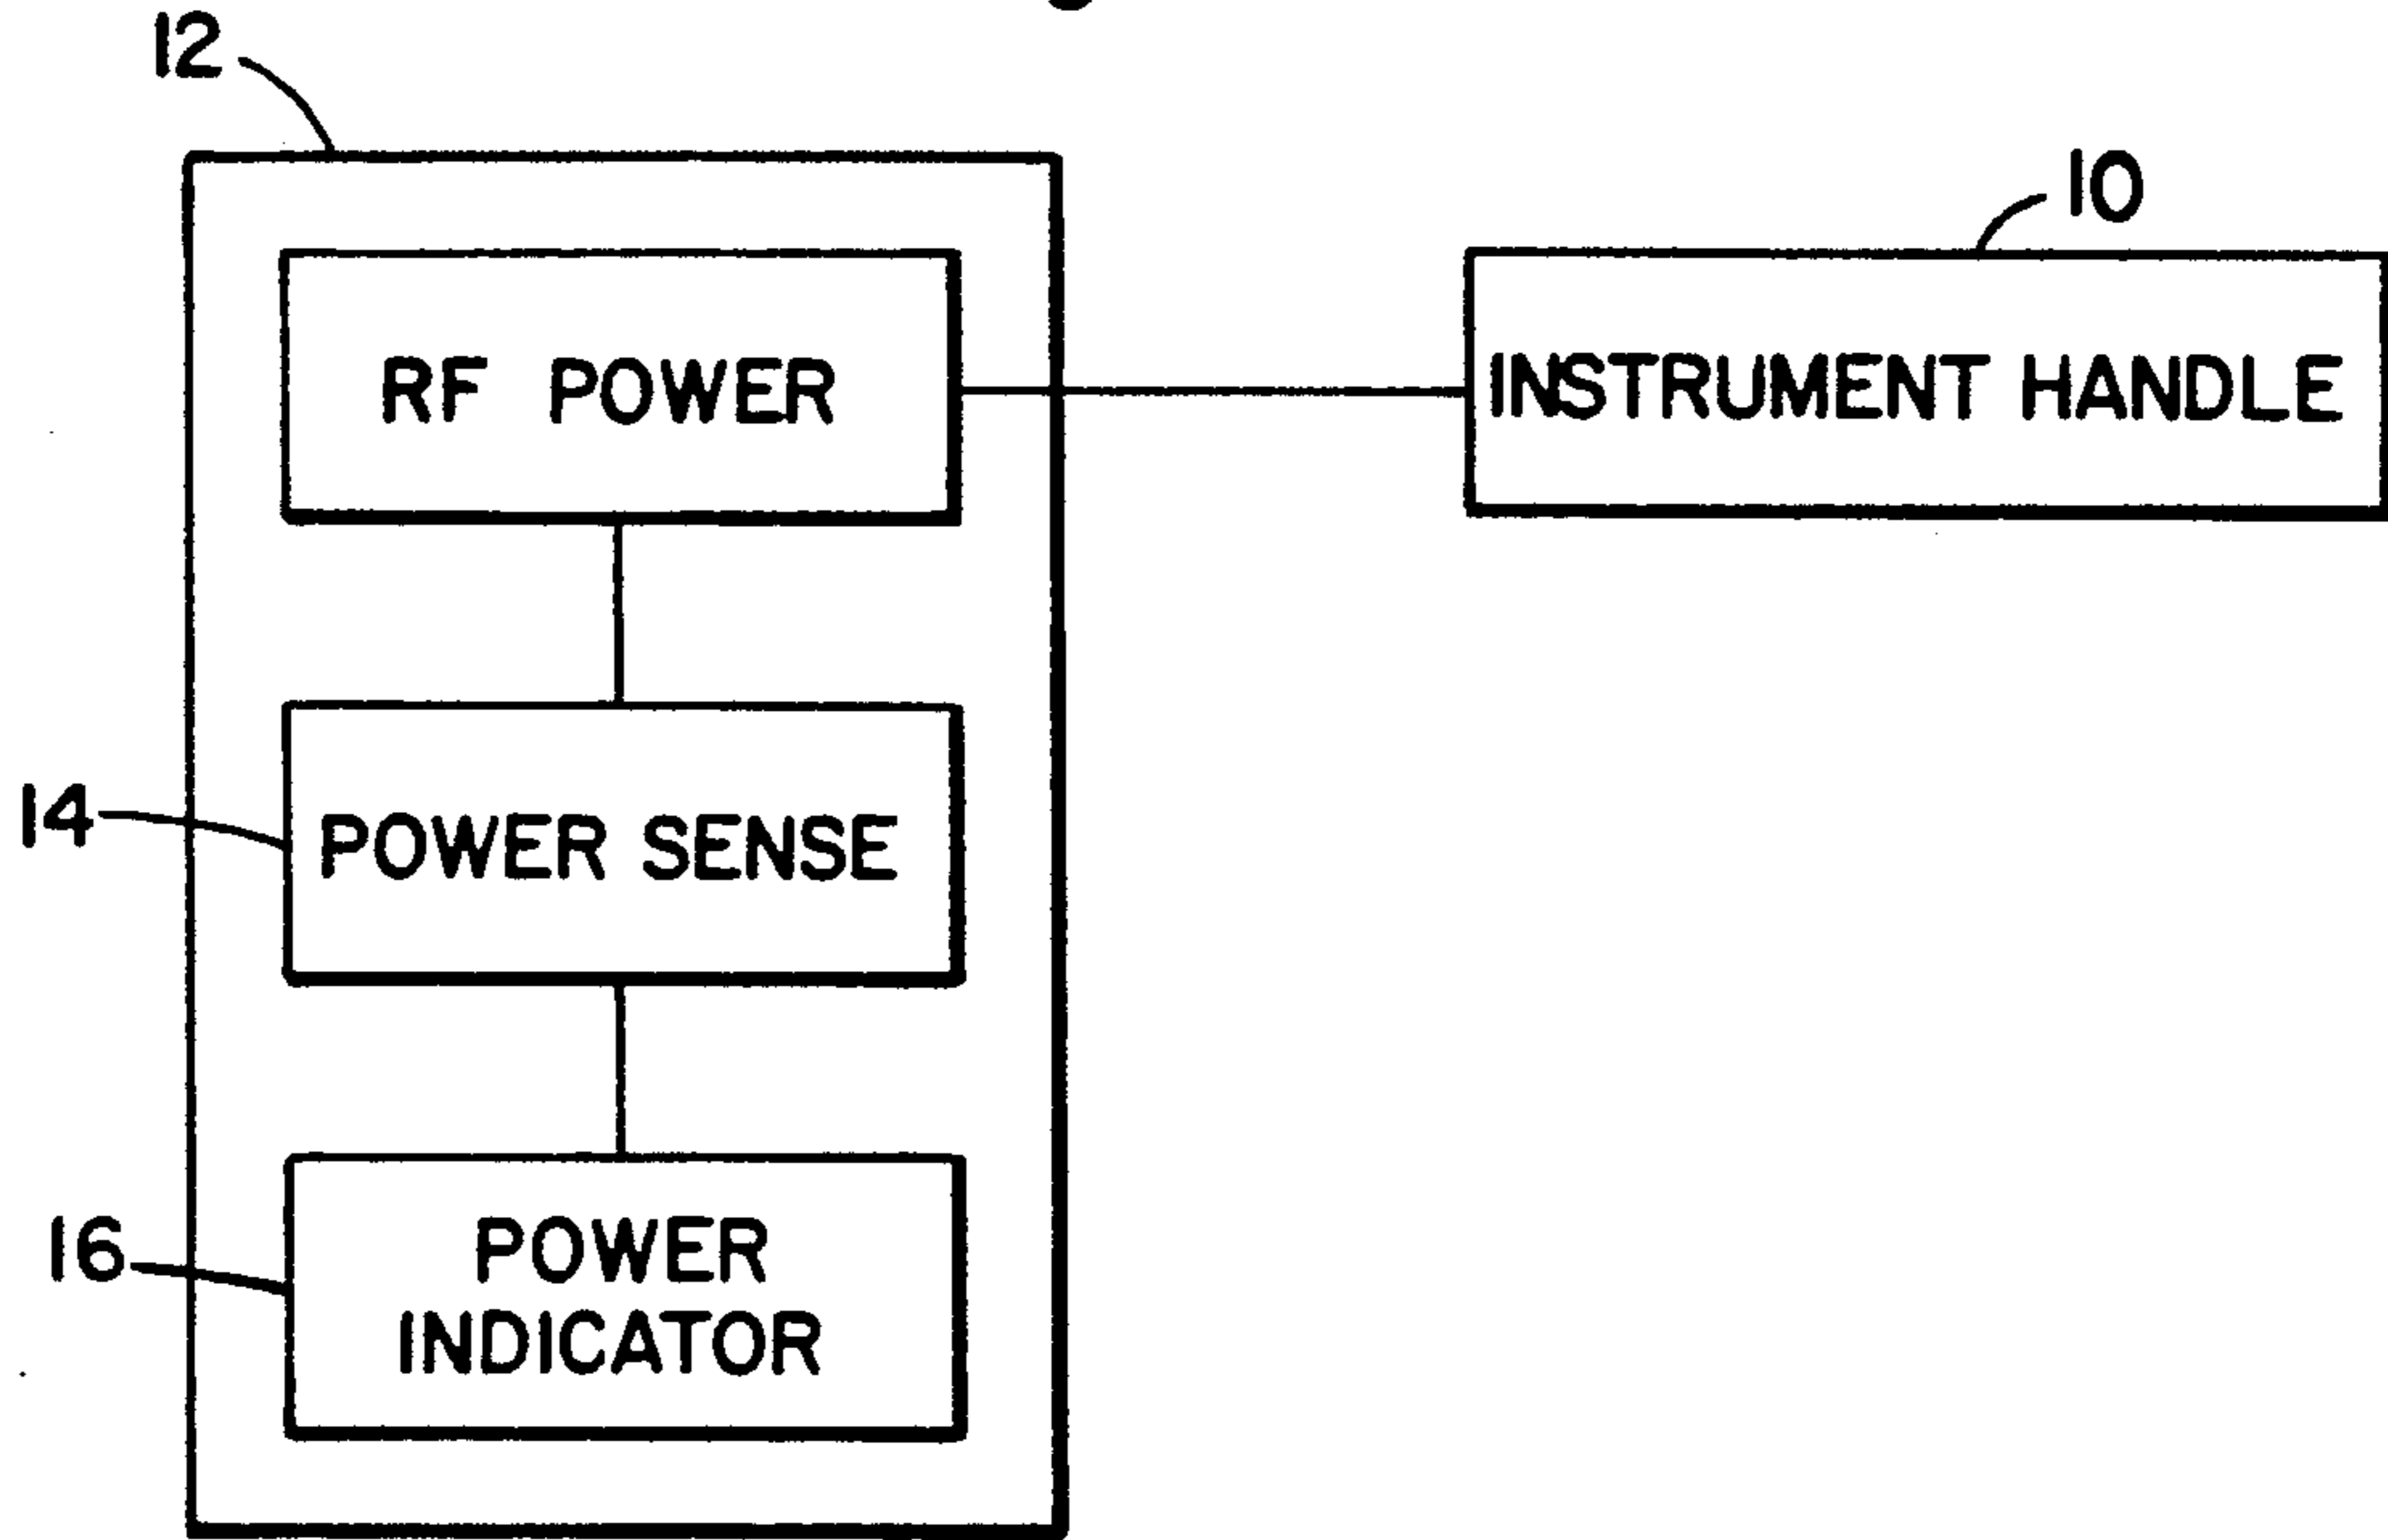 12
10
RF POWER
INSTRUMENT HANDLE
14
POWER SENSE
16
POWER
INDICATOR